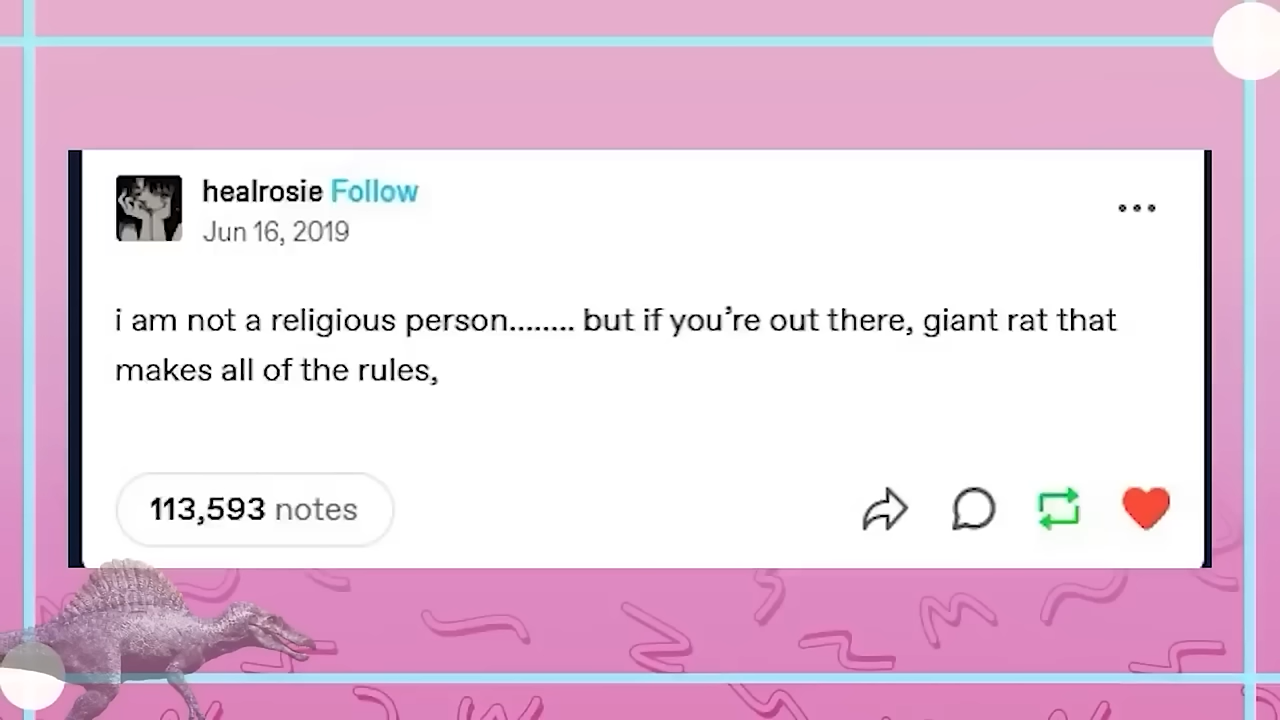 healrosie Follow
Jun 16, 2019
i am not a religious person........ but if you’re out there, giant rat that
makes all of the rules,
113,593 notes